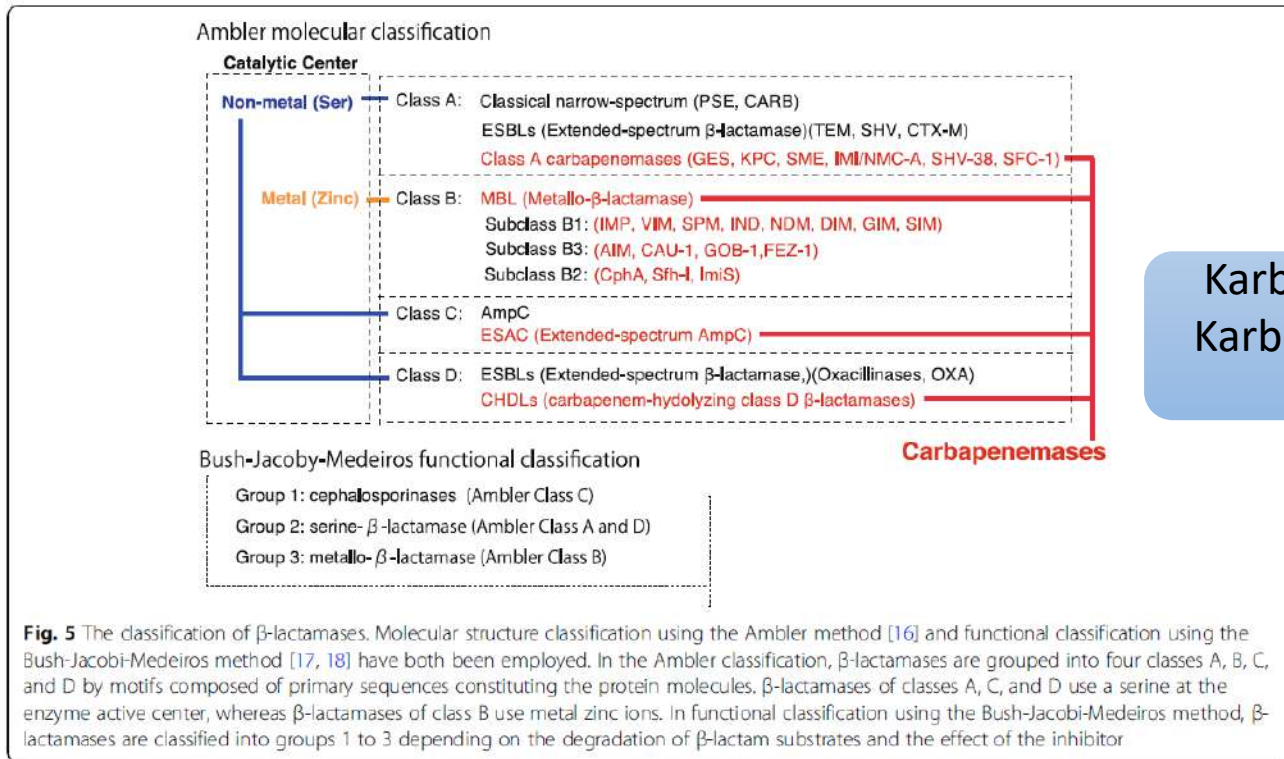 Ambler molecular classification
Catalytic Center
Non-metal (Ser)
Class A: Classical narrow-spectrum (PSE, CARB)
ESBLs (Extended-spectrum β-lactamase)(TEM, SHV, CTX-M)
Class A carbapenemases (GES, KPC, SME, IMI/NMC-A, SHV-38, SFC-1)
Metal (Zinc)
Class B: MBL (Metallo-β-lactamase)
Subclass B1: (IMP, VIM, SPM, IND, NDM, DIM, GIM, SIM)
Subclass B3: (AIM, CAU-1, GOB-1,FEZ-1)
Subclass B2: (CphA, Sfh-I, ImiS)
Class C: AmpC
ESAC (Extended-spectrum AmpC)
Class D: ESBLs (Extended-spectrum β-lactamase,)(Oxacillinases, OXA)
CHDLs (carbapenem-hydolyzing class D β-lactamases)
Carbapenemases
Karb
Karb
Bush-Jacoby-Medeiros functional classification
Group 1: cephalosporinases (Ambler Class C)
Group 2: serine-β-lactamase (Ambler Class A and D)
Group 3: metallo-β-lactamase (Ambler Class B)
Fig. 5 The classification of β-lactamases. Molecular structure classification using the Ambler method [16] and functional classification using the
Bush-Jacobi-Medeiros method [17, 18] have both been employed. In the Ambler classification, β-lactamases are grouped into four classes A, B, C,
and D by motifs composed of primary sequences constituting the protein molecules. β-lactamases of classes A, C, and D use a serine at the
enzyme active center, whereas β-lactamases of class B use metal zinc ions. In functional classification using the Bush-Jacobi-Medeiros method, β-
lactamases are classified into groups 1 to 3 depending on the degradation of β-lactam substrates and the effect of the inhibitor